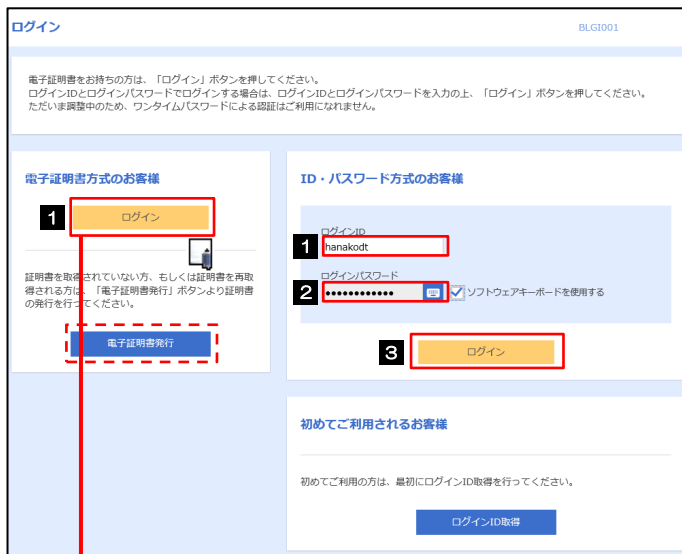 ログイン
BLGI001
電子証明書をお持ちの方は、「ログイン」ボタンを押してください。
ログインIDとログインパスワードでログインする場合は、ログインIDとログインパスワードを入力の上、「ログイン」ボタンを押してください。
ただいま調整中のため、ワンタイムパスワードによる認証はご利用になれません。
電子証明書方式のお客様
1
ログイン
証明書を取得されていない方、もしくは証明書を再取
得される方は、「電子証明書発行」ボタンより証明書
の発行を行ってください。
電子証明書発行
ID・パスワード方式のお客様
ログインID
1
hanakodt
ログインパスワード
2
●●●●●●●●●●●●
ソフトウェアキーボードを使用する
3
ログイン
初めてご利用されるお客様
初めてご利用の方は、最初にログインID取得を行ってください。
ログインID取得